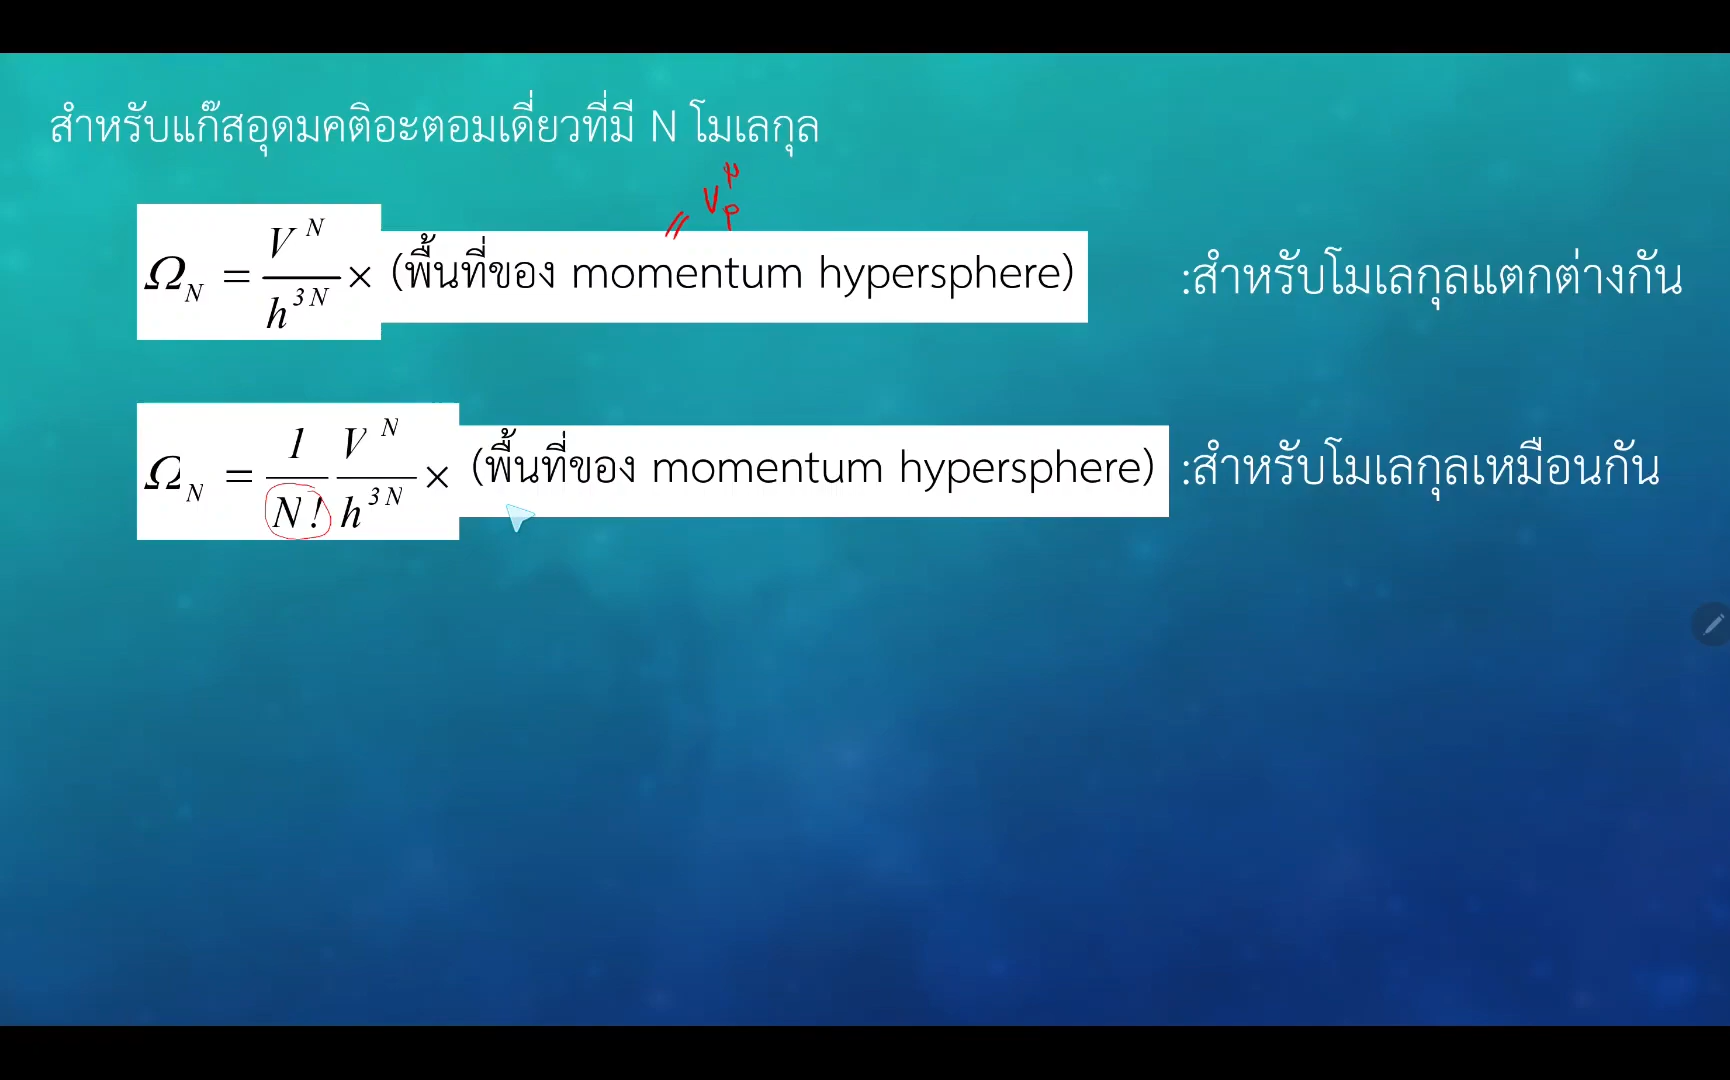 สำหรับแก๊สอุดมคติอะตอมเดี่ยวที่มี N โมเลกุล
= V_p^N
Ω_N = V^N / h^{3N} × (พื้นที่ของ momentum hypersphere) :สำหรับโมเลกุลแตกต่างกัน
Ω_N = 1/N! V^N / h^{3N} × (พื้นที่ของ momentum hypersphere) :สำหรับโมเลกุลเหมือนกัน